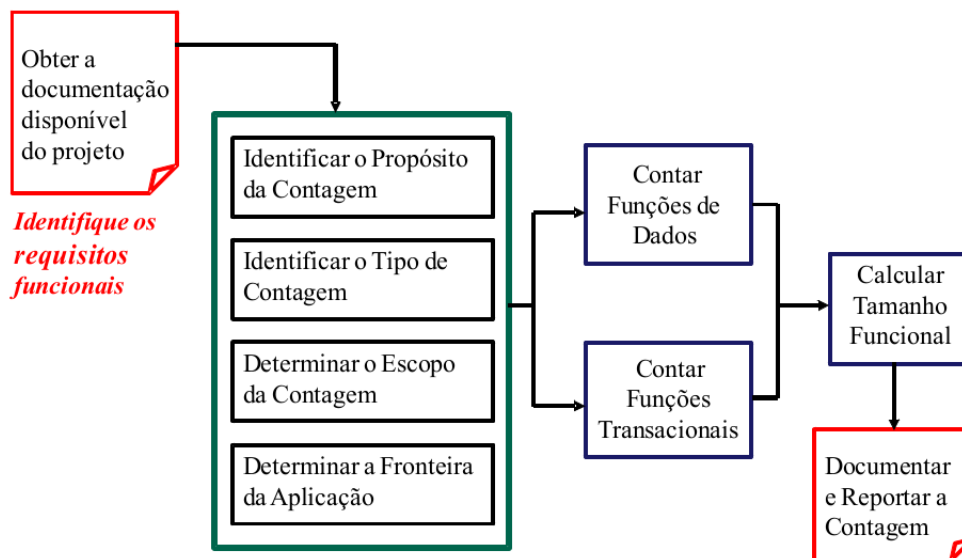 Obter a
documentação
disponível
do projeto
Identifique os
requisitos
funcionais
Identificar o Propósito
da Contagem
Identificar o Tipo de
Contagem
Determinar o Escopo
da Contagem
Determinar a Fronteira
da Aplicação
Contar
Funções de
Dados
Contar
Funções
Transacionais
Calcular
Tamanho
Funcional
Documentar
e Reportar a
Contagem